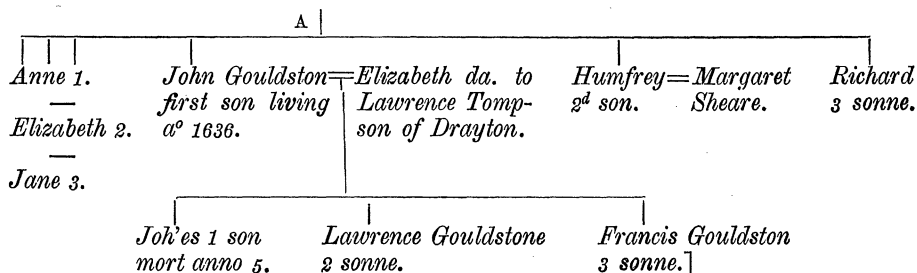 A
Anne 1.
Elizabeth 2.
Jane 3.
John Gouldston=Elizabeth da. to
first son living Lawrence Tomp-
aº 1636. son of Drayton.
Humfrey=Margaret
2d son. Sheare.
Richard
3 sonne.
Joh'es 1 son
mort anno 5.
Lawrence Gouldstone
2 sonne.
Francis Gouldston
3 sonne.]